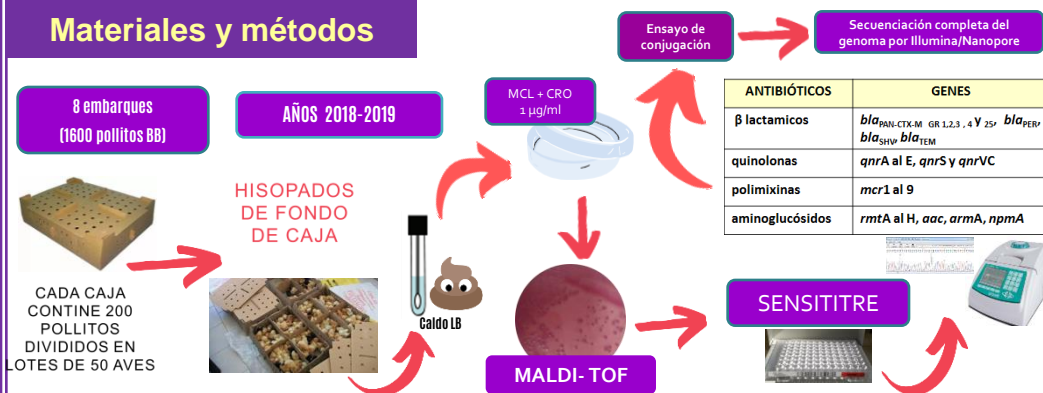 Materiales y métodos
8 embarques
(1600 pollitos BB)
AÑOS 2018-2019
CADA CAJA
CONTINE 200
POLLITOS
DIVIDIDOS EN
LOTES DE 50 AVES
HISOPADOS
DE FONDO
DE CAJA
Caldo LB
MCL + CRO
1 µg/ml
MALDI- TOF
SENSITITRE
Ensayo de
conjugación
Secuenciación completa del
genoma por Illumina/Nanopore
ANTIBIÓTICOS GENES
β lactamicos blaPAN-CTX-M GR 1,2,3 , 4 Y 25, blaPER,
blaSHV, blaTEM
quinolonas qnrA al E, qnrS y qnrVC
polimixinas mcr1 al 9
aminoglucósidos rmtA al H, aac, armA, npmA